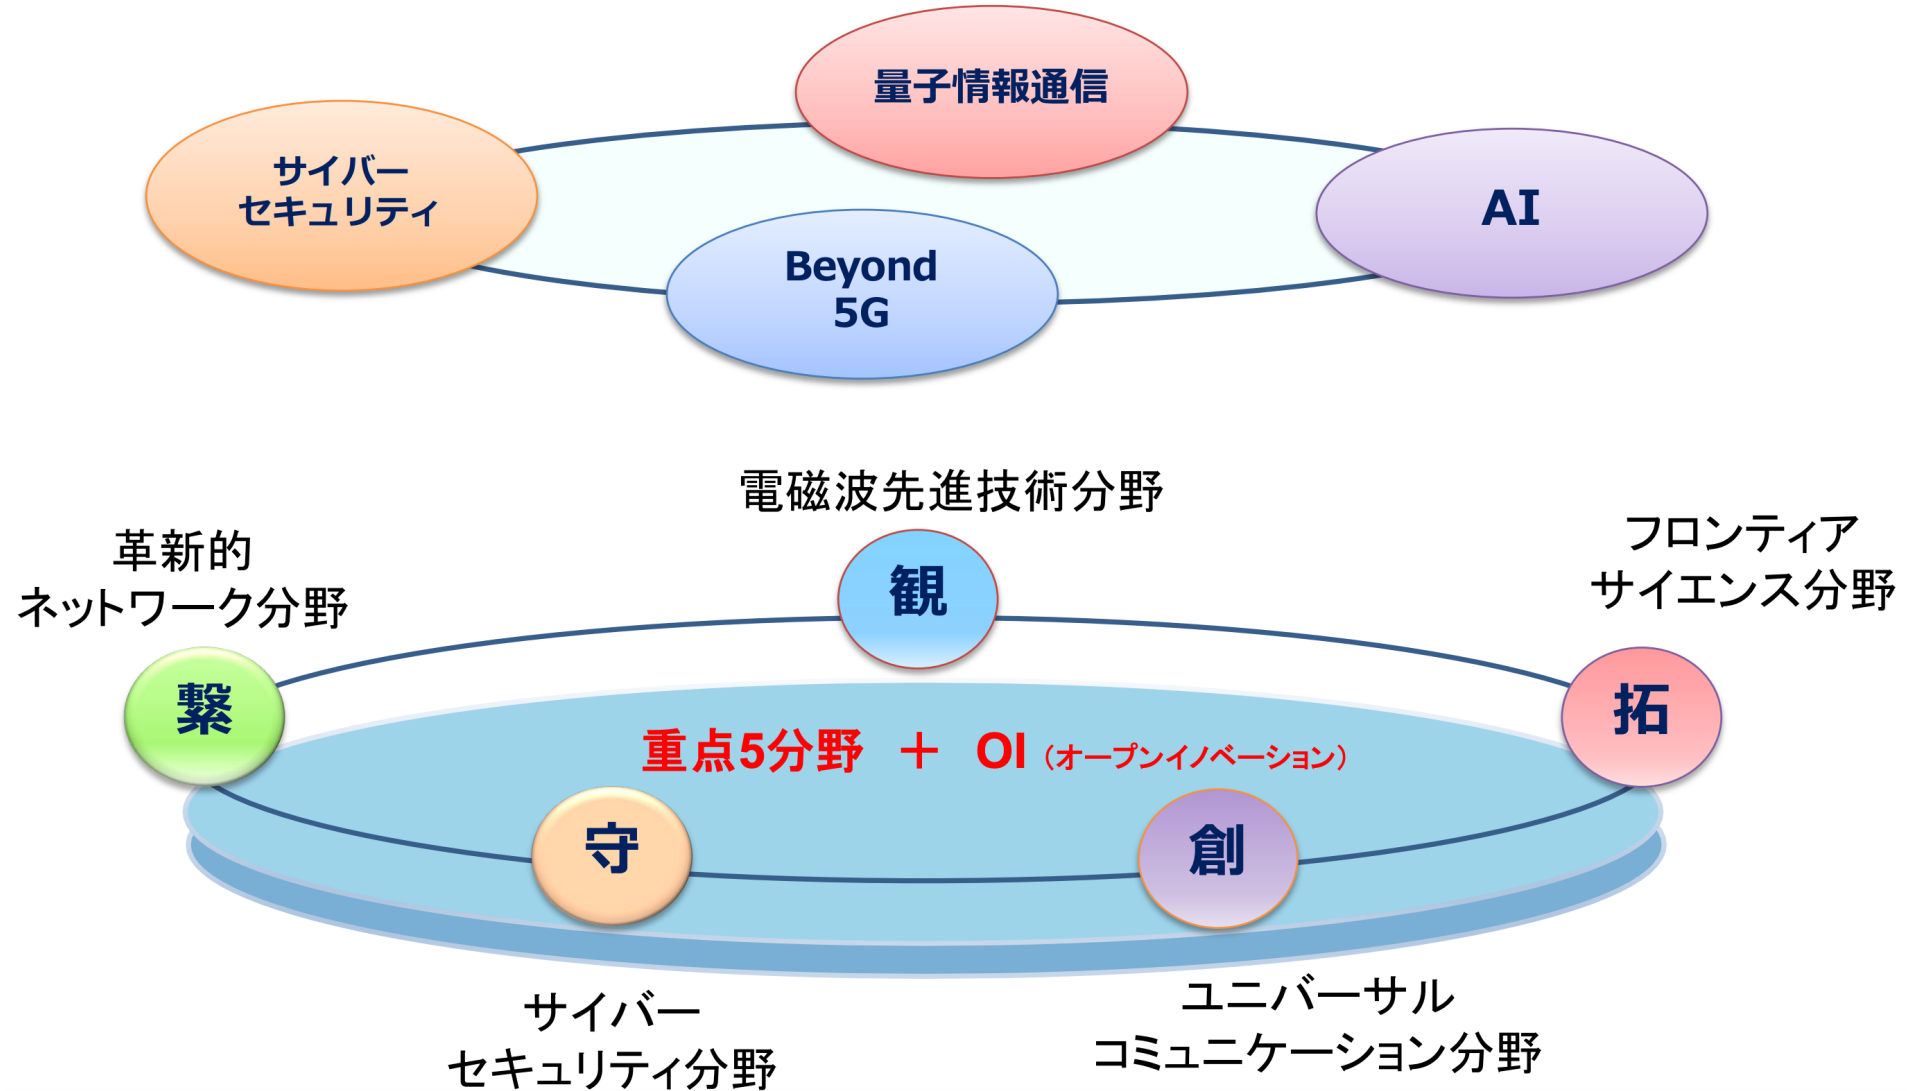 量子情報通信
サイバー
セキュリティ
AI
Beyond
5G
電磁波先進技術分野
革新的
ネットワーク分野
フロンティア
サイエンス分野
観
繋
拓
重点5分野　＋　OI（オープンイノベーション）
守
創
サイバー
セキュリティ分野
ユニバーサル
コミュニケーション分野